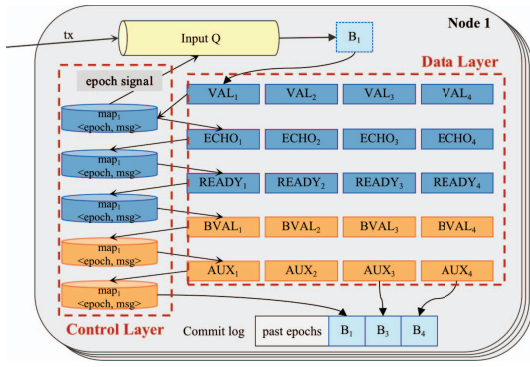 Node 1
tx
Input Q
B₁
Data Layer
epoch signal
VAL₁ VAL₂ VAL₃ VAL₄
map₁
<epoch, msg>
ECHO₁ ECHO₂ ECHO₃ ECHO₄
map₁
<epoch, msg>
READY₁ READY₂ READY₃ READY₄
map₁
<epoch, msg>
BVAL₁ BVAL₂ BVAL₃ BVAL₄
map₁
<epoch, msg>
AUX₁ AUX₂ AUX₃ AUX₄
map₁
<epoch, msg>
Control Layer
Commit log past epochs B₁ B₃ B₄